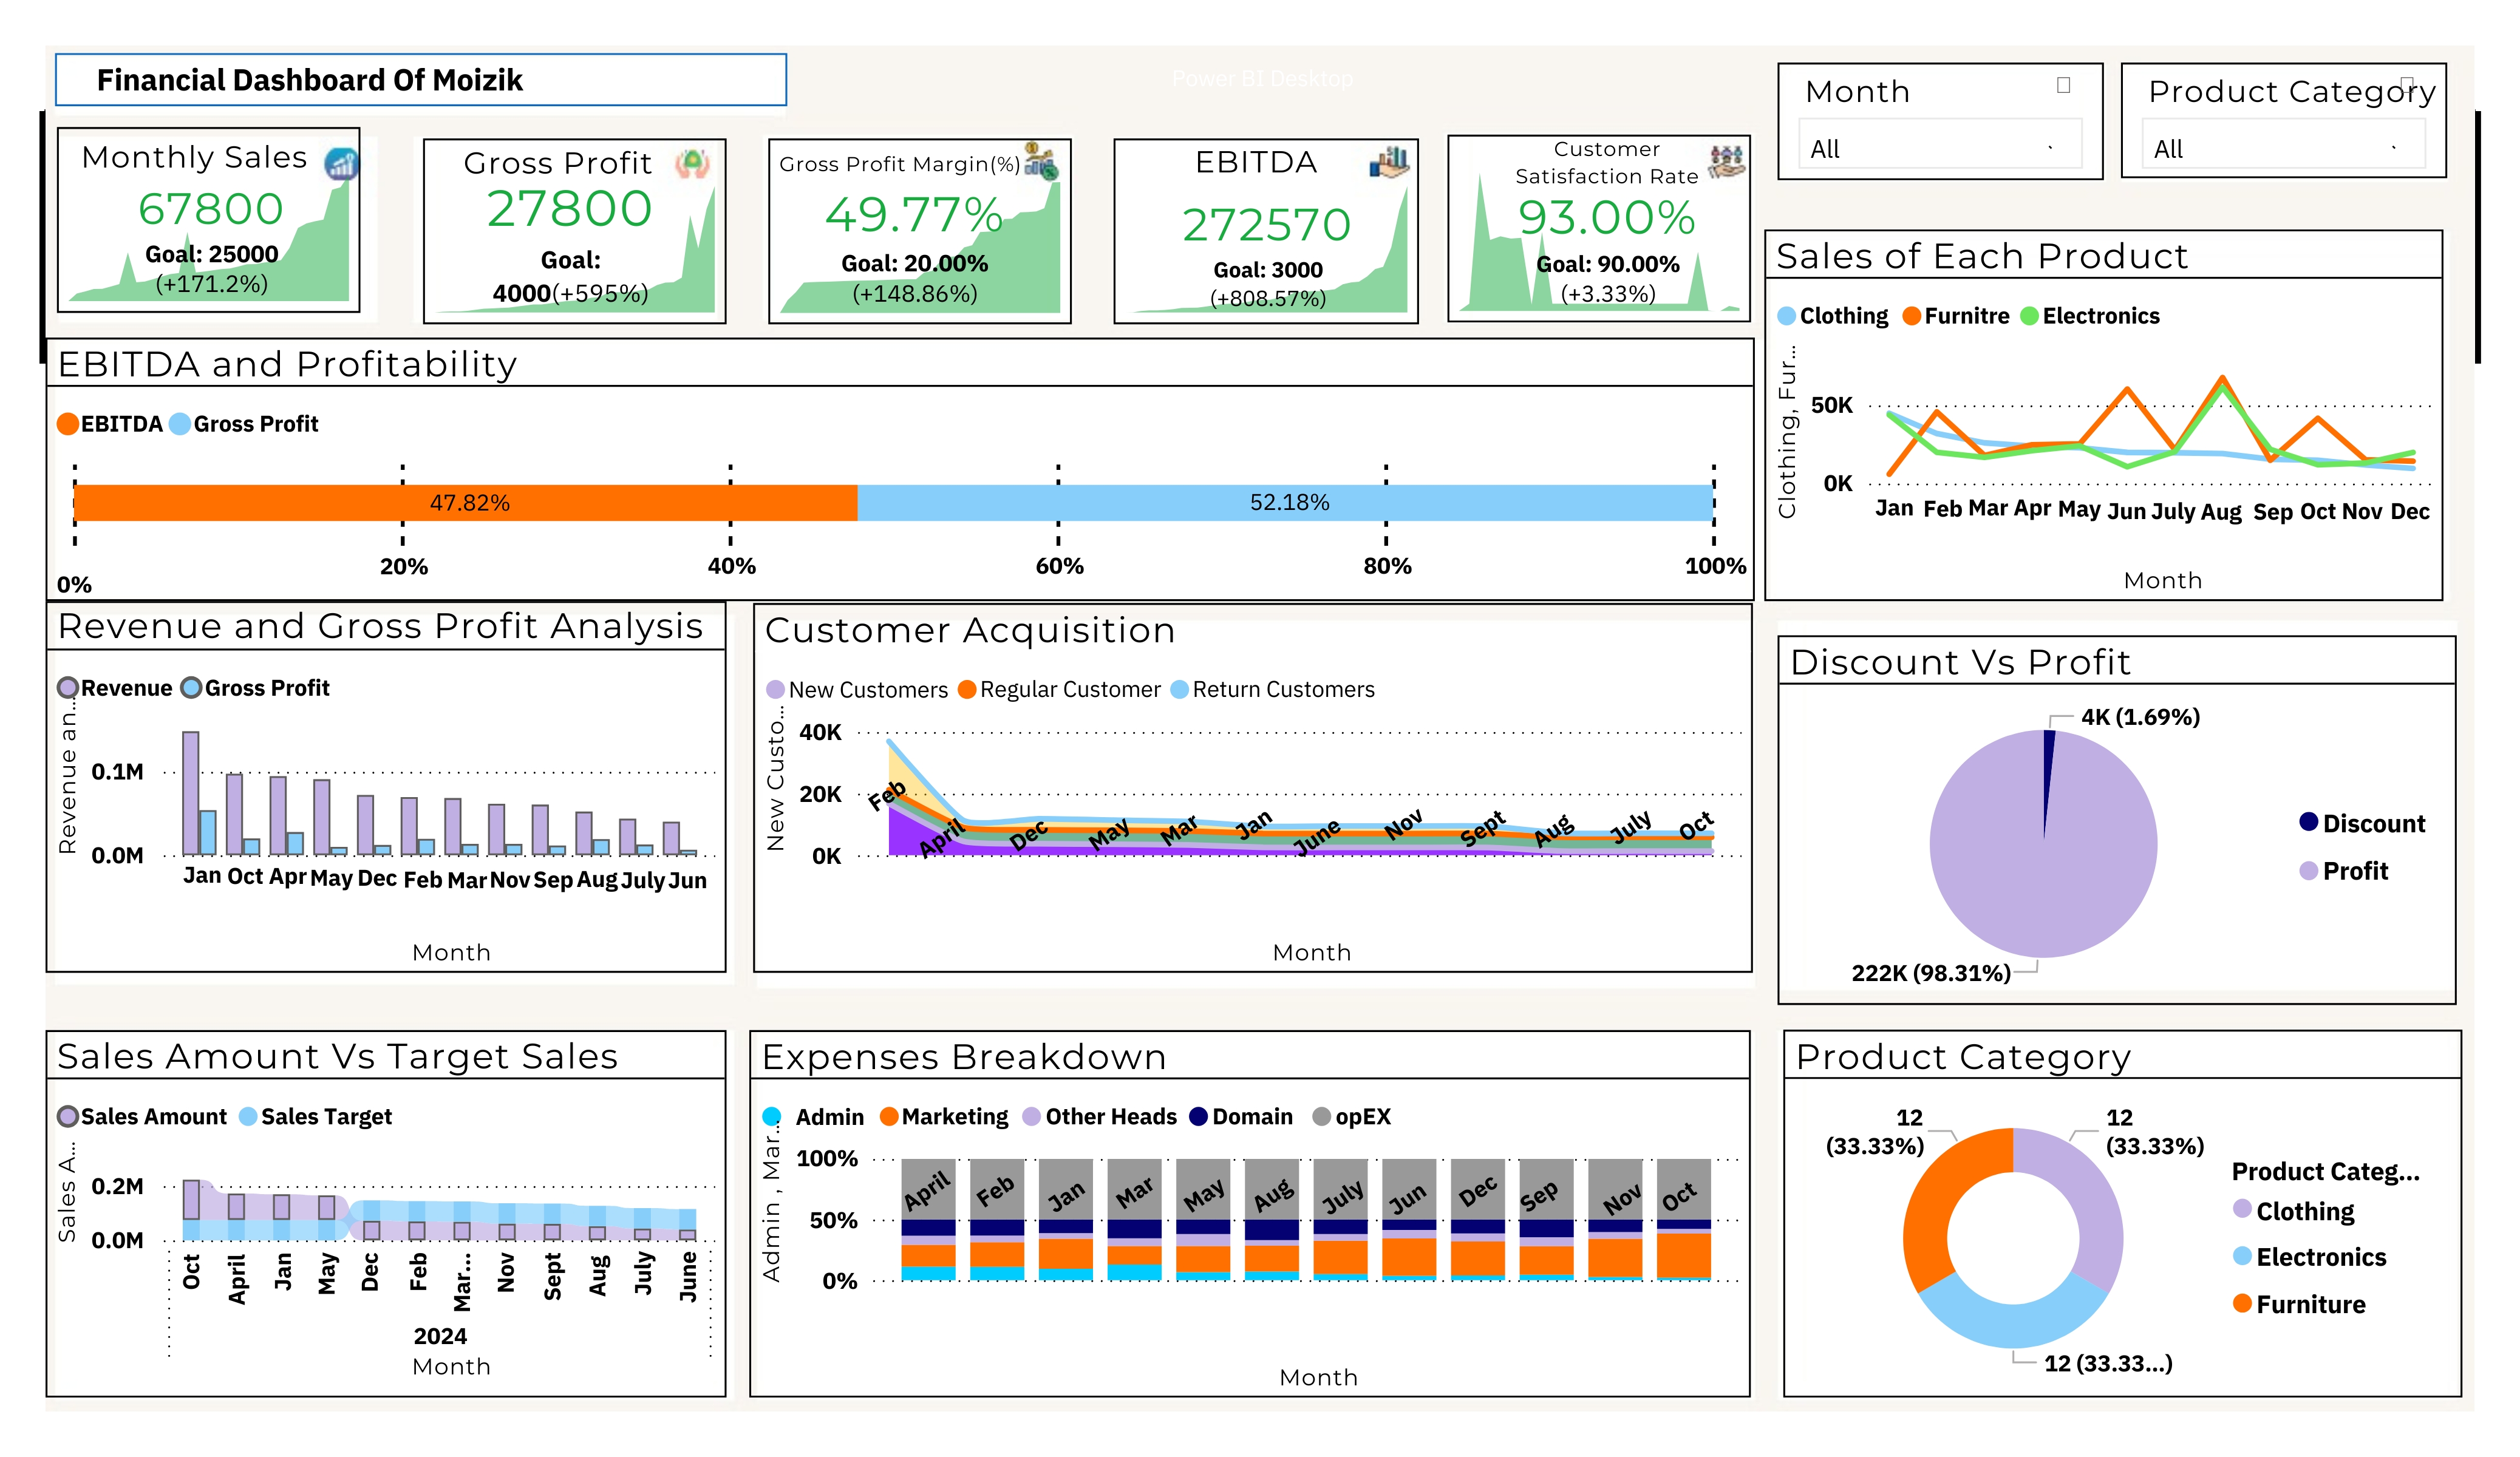 Financial Dashboard Of Moizik
Power BI Desktop
Month
All
Product Category
All
Monthly Sales
67800
Goal: 25000
(+171.2%)
Gross Profit
27800
Goal:
4000(+595%)
Gross Profit Margin(%)
49.77%
Goal: 20.00%
(+148.86%)
EBITDA
272570
Goal: 3000
(+808.57%)
Customer
Satisfaction Rate
93.00%
Goal: 90.00%
(+3.33%)
EBITDA and Profitability
EBITDA Gross Profit
47.82% 52.18%
0% 20% 40% 60% 80% 100%
Sales of Each Product
Clothing Furnitre Electronics
Clothing, Fur...
50K
0K
Jan Feb Mar Apr May Jun July Aug Sep Oct Nov Dec
Month
Revenue and Gross Profit Analysis
Revenue Gross Profit
Revenue an...
0.1M
0.0M
Jan Oct Apr May Dec Feb Mar Nov Sep Aug July Jun
Month
Customer Acquisition
New Customers Regular Customer Return Customers
New Custo...
40K
20K
0K
Feb April Dec May Mar Jan June Nov Sept Aug July Oct
Month
Discount Vs Profit
4K (1.69%)
222K (98.31%)
Discount
Profit
Sales Amount Vs Target Sales
Sales Amount Sales Target
Sales A...
0.2M
0.0M
Oct April Jan May Dec Feb Mar... Nov Sept Aug July June
2024
Month
Expenses Breakdown
Admin Marketing Other Heads Domain opEX
Admin , Mar...
100%
50%
0%
April Feb Jan Mar May Aug July Jun Dec Sep Nov Oct
Month
Product Category
12
(33.33%)
12
(33.33%)
12 (33.33...)
Product Categ...
Clothing
Electronics
Furniture